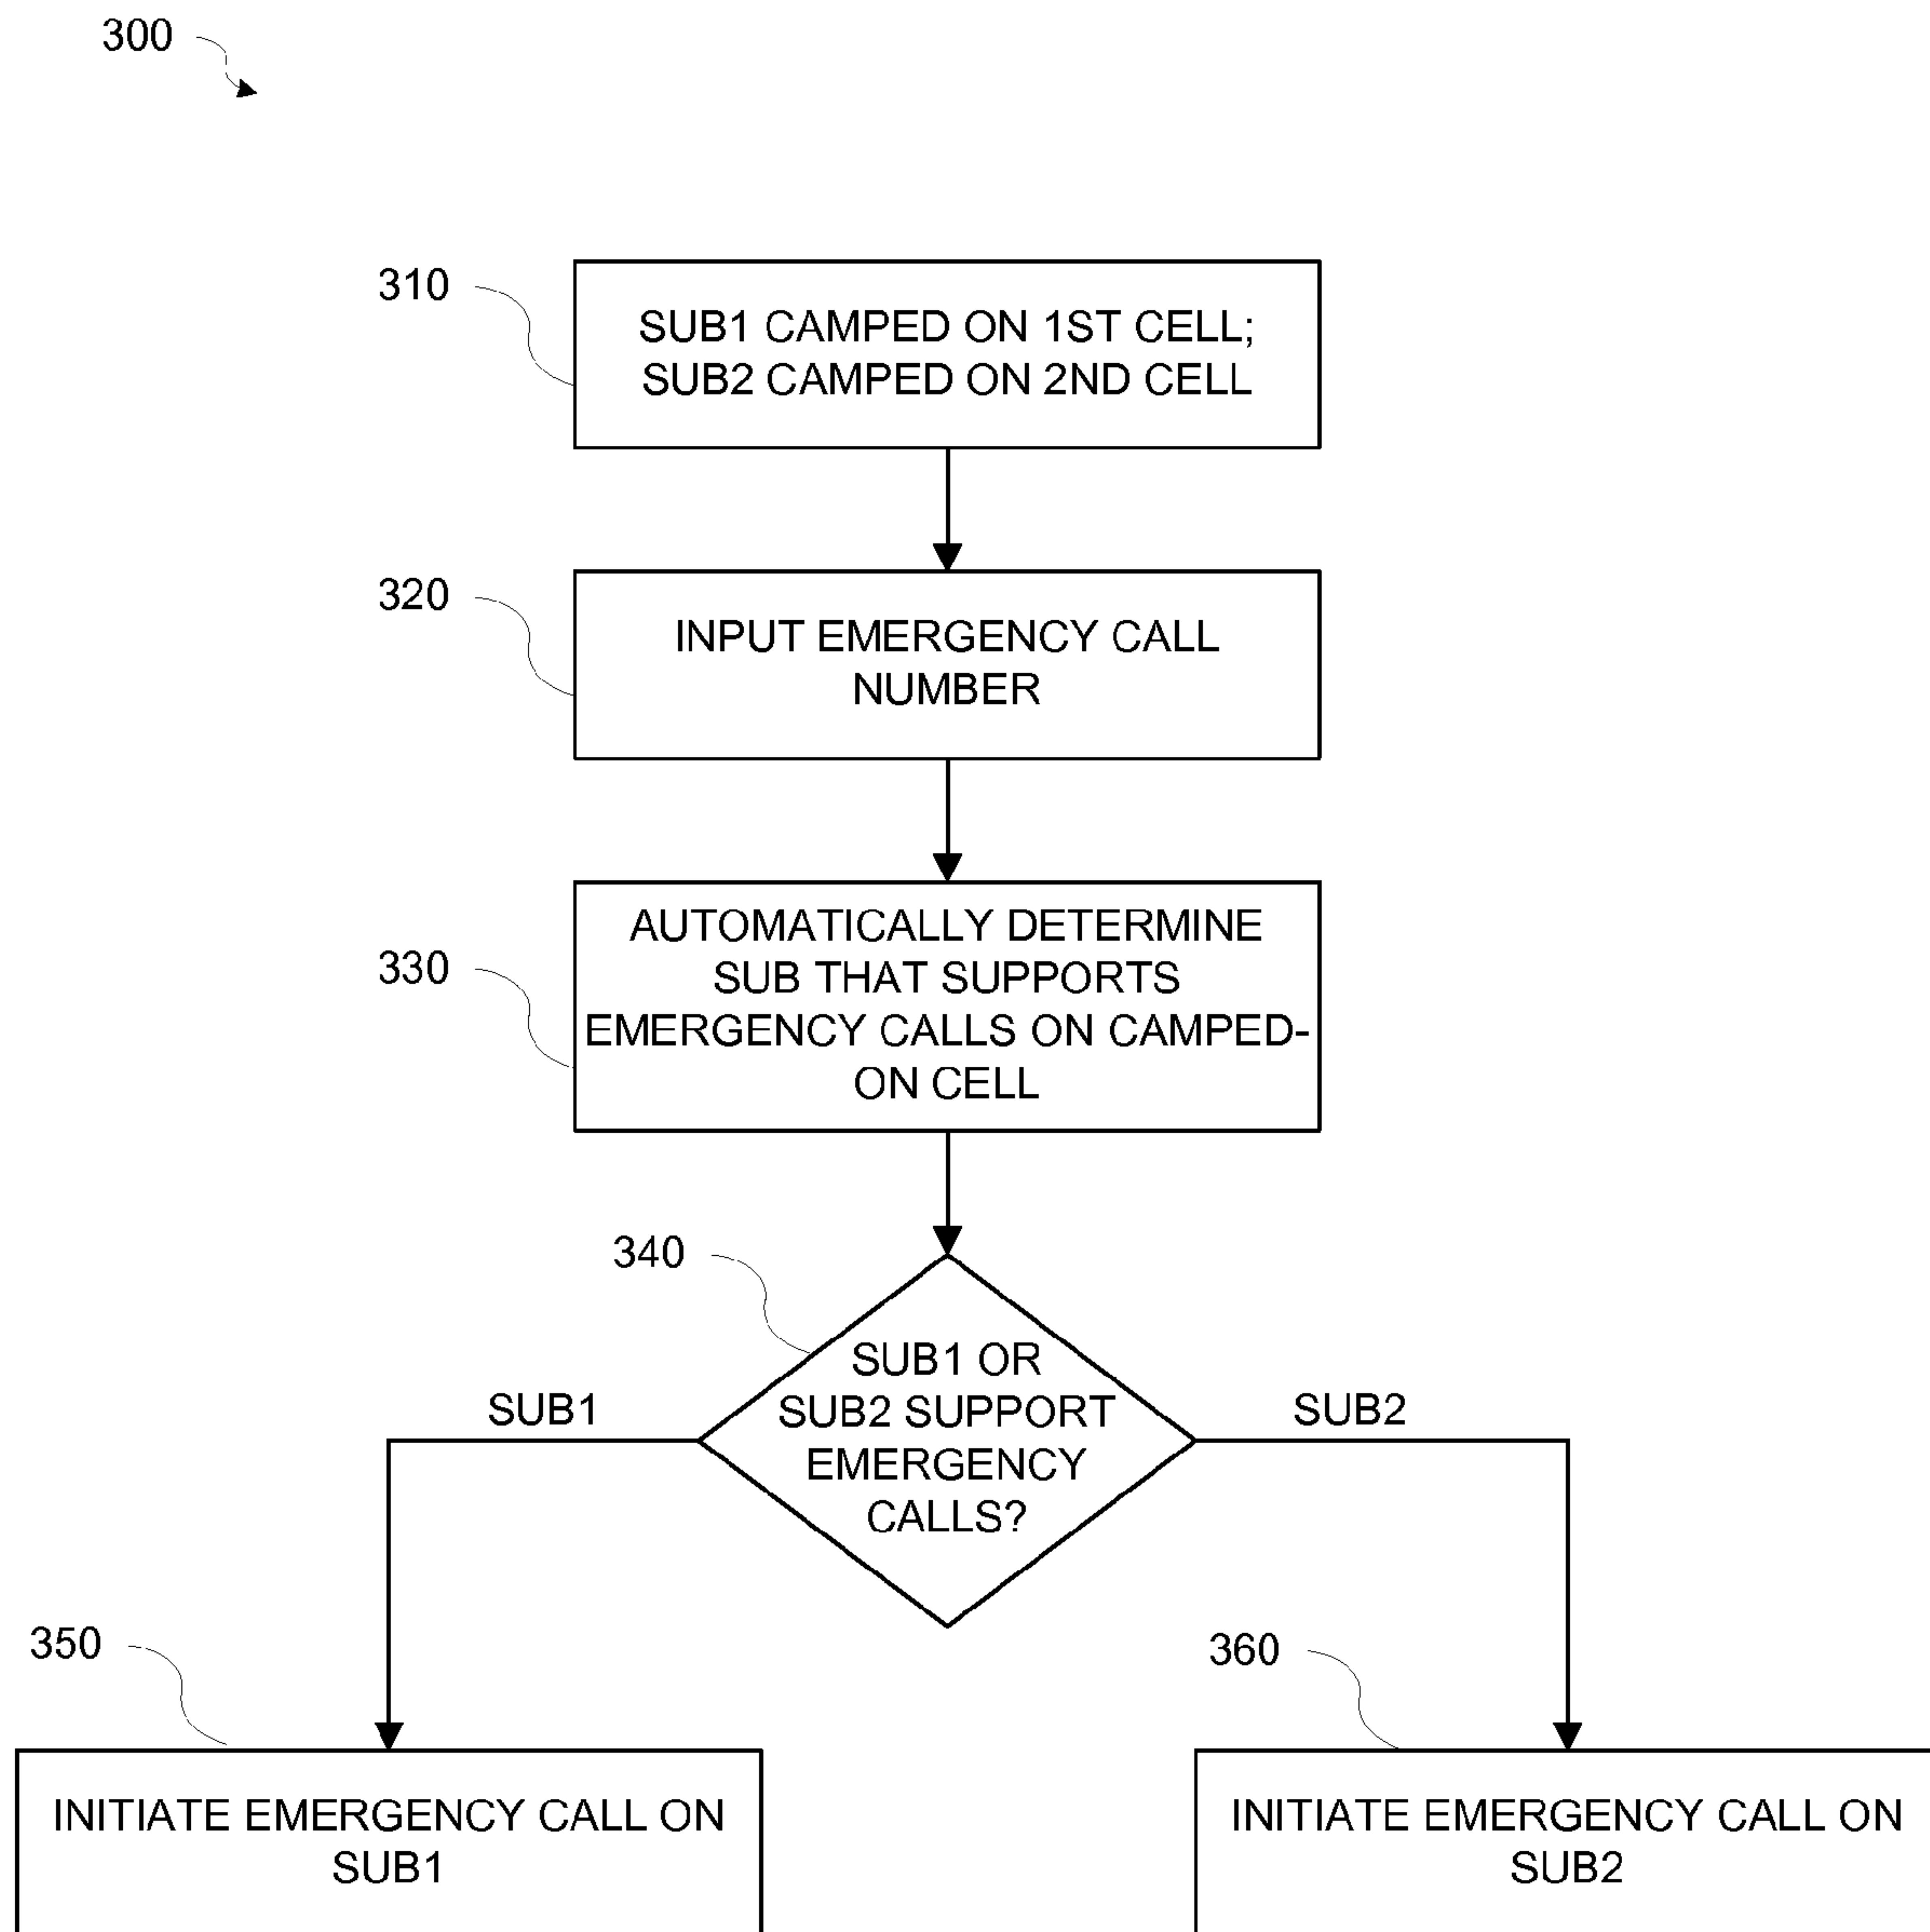 300
310
SUB1 CAMPED ON 1ST CELL;
SUB2 CAMPED ON 2ND CELL
320
INPUT EMERGENCY CALL
NUMBER
330
AUTOMATICALLY DETERMINE
SUB THAT SUPPORTS
EMERGENCY CALLS ON CAMPED-
ON CELL
340
SUB1 OR
SUB2 SUPPORT
EMERGENCY
CALLS?
SUB1
SUB2
350
INITIATE EMERGENCY CALL ON
SUB1
360
INITIATE EMERGENCY CALL ON
SUB2